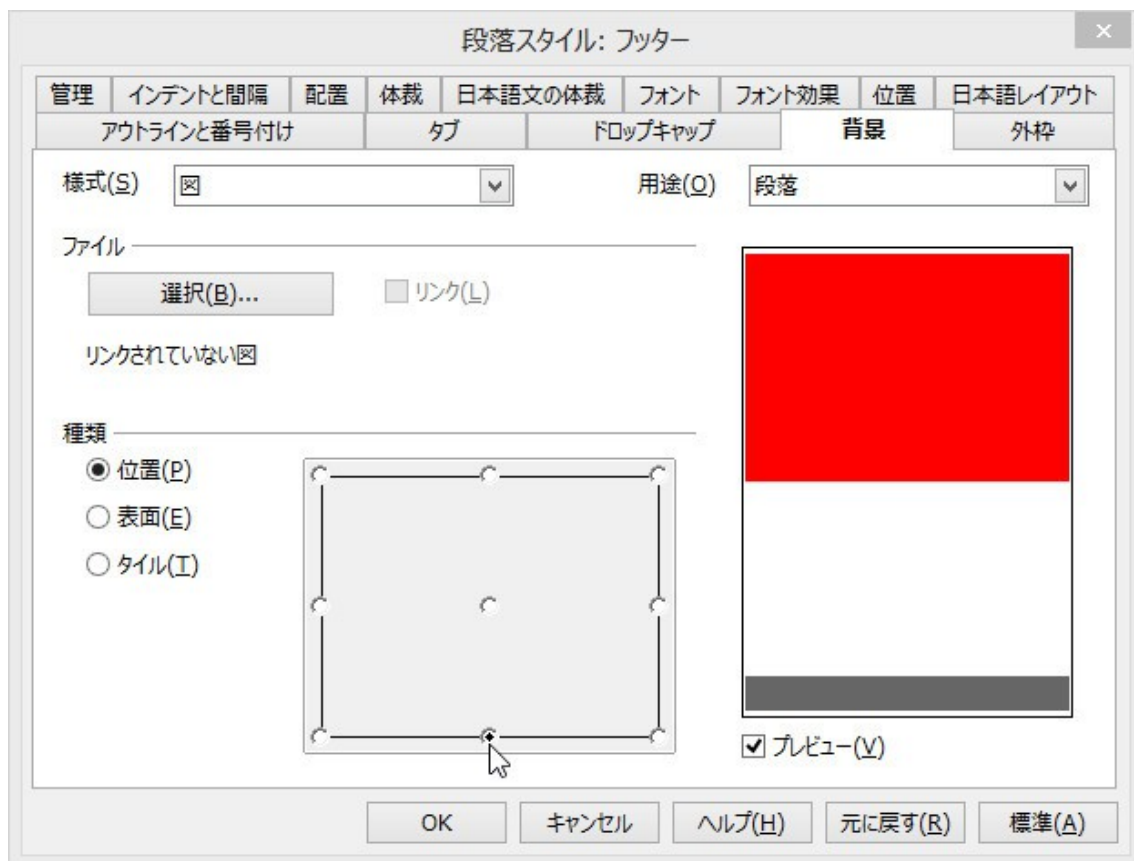 段落スタイル: フッター
管理 インデントと間隔 配置 体裁 日本語文の体裁 フォント フォント効果 位置 日本語レイアウト
アウトラインと番号付け タブ ドロップキャップ 背景 外枠
様式(S) 図 用途(O) 段落
ファイル
選択(B)... リンク(L)
リンクされていない図
種類
位置(P)
表面(E)
タイル(T)
プレビュー(V)
OK キャンセル ヘルプ(H) 元に戻す(R) 標準(A)